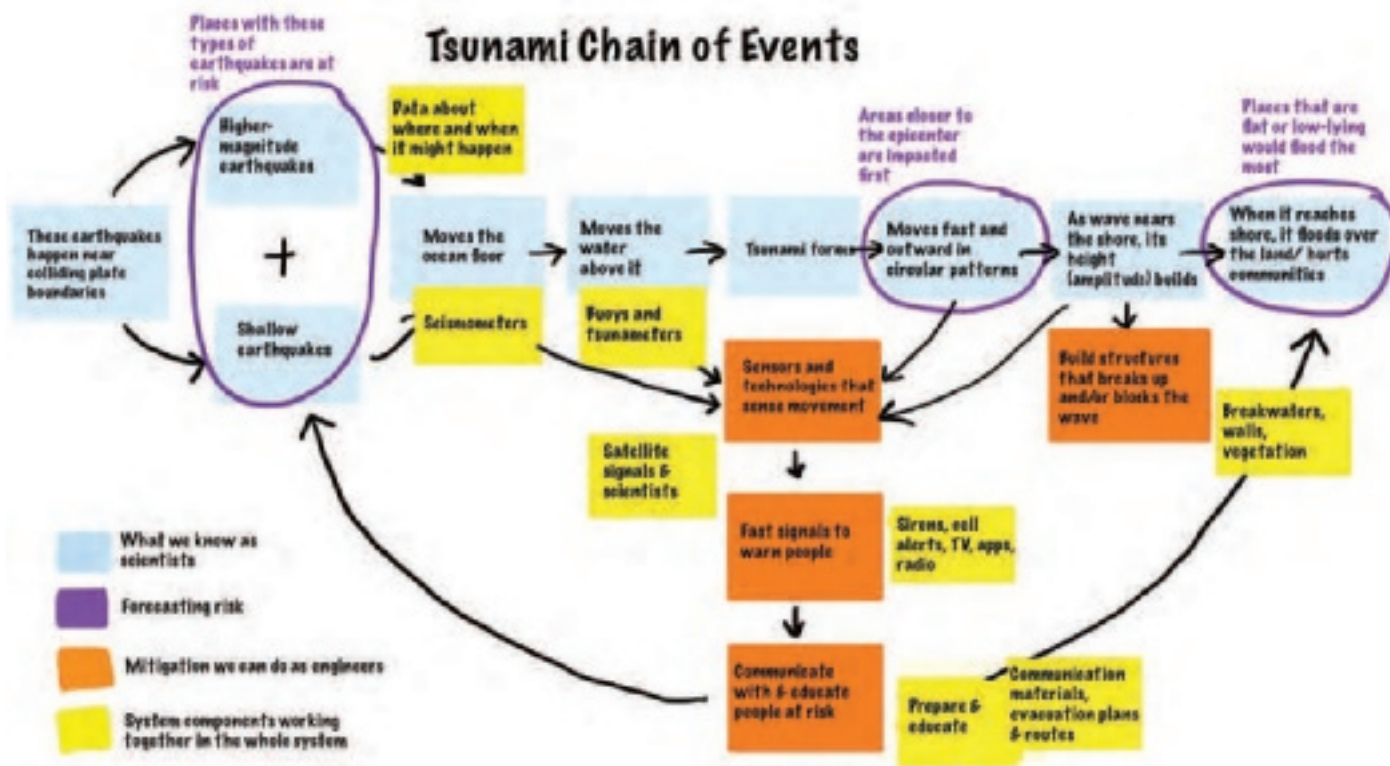 Tsunami Chain of Events
Places with these
types of
earthquakes are at
risk
Higher-
magnitude
earthquakes
+
Shallow
earthquakes
These earthquakes
happen near
colliding plate
boundaries
Data about
where and when
it might happen
Moves the
ocean floor
Seismometers
Moves the
water
above it
Buoys and
tsunameters
Tsunami forms
Areas closer to
the epicenter
are impacted
first
Moves fast and
outward in
circular patterns
As wave nears
the shore, its
height
(amplitude) builds
Places that are
flat or low-lying
would flood the
most
When it reaches
shore, it floods over
the land/ hurts
communities
Sensors and
technologies that
sense movement
Build structures
that breaks up
and/or blocks the
wave
Breakwaters,
walls,
vegetation
Satellite
signals &
scientists
Fast signals to
warn people
Sirens, cell
alerts, TV, apps,
radio
Communicate
with & educate
people at risk
Prepare &
educate
Communication
materials,
evacuation plans
& routes
What we know as
scientists
Forecasting risk
Mitigation we can do as engineers
System components working
together in the whole system